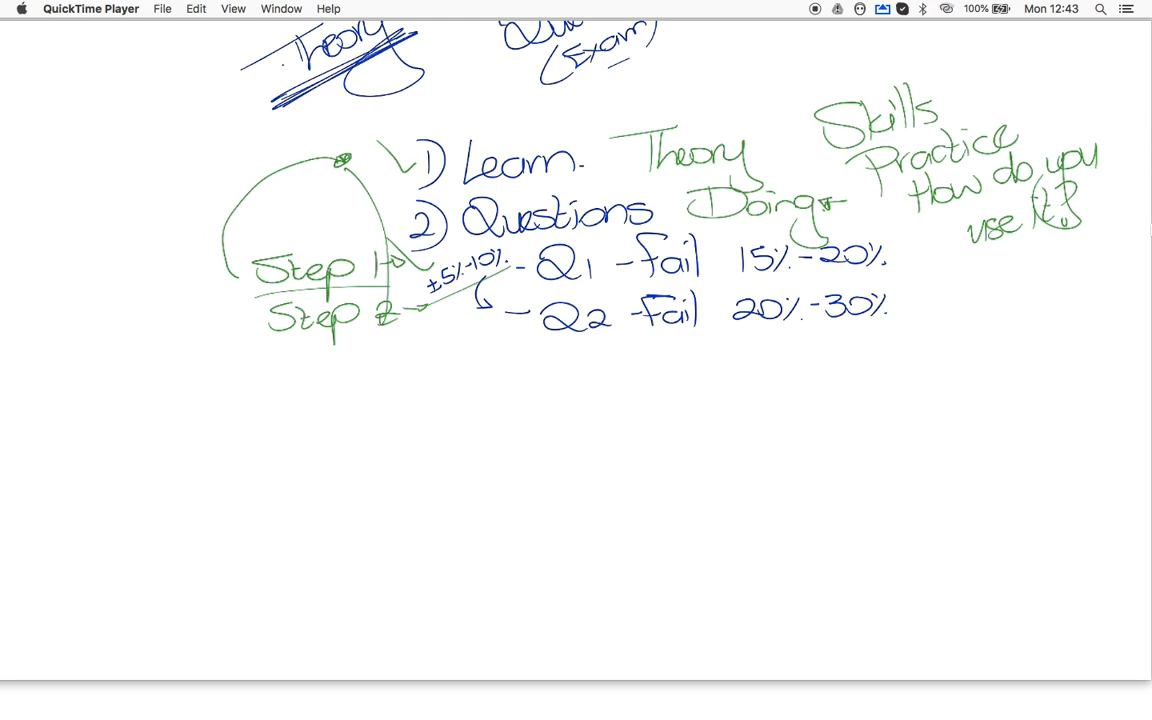 QuickTime Player File Edit View Window Help 100% Mon 12:43
Theory
(Exam)
1) Learn. Theory Skills
Practice
2) Questions Doing How do you
use it?
Step 1 ±5%-10%. - Q1 - fail 15%-20%.
Step 2 - Q2 - Fail 20%-30%